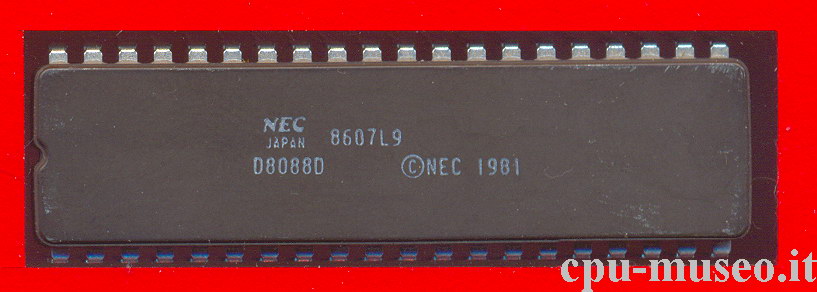 NEC 8607L9
JAPAN
D8088D ©NEC 1981
cpu-museo.it